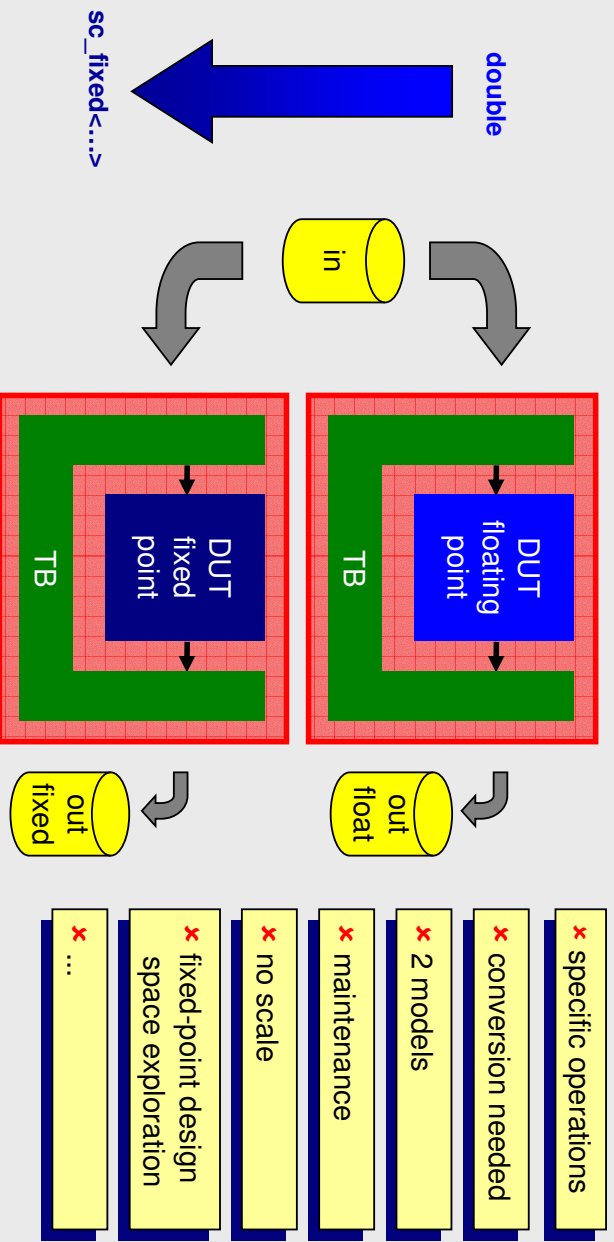 double
sc_fixed<...>
in
DUT
floating
point
TB
DUT
fixed
point
TB
out
float
out
fixed
× specific operations
× conversion needed
× 2 models
× maintenance
× no scale
× fixed-point design
space exploration
× ...